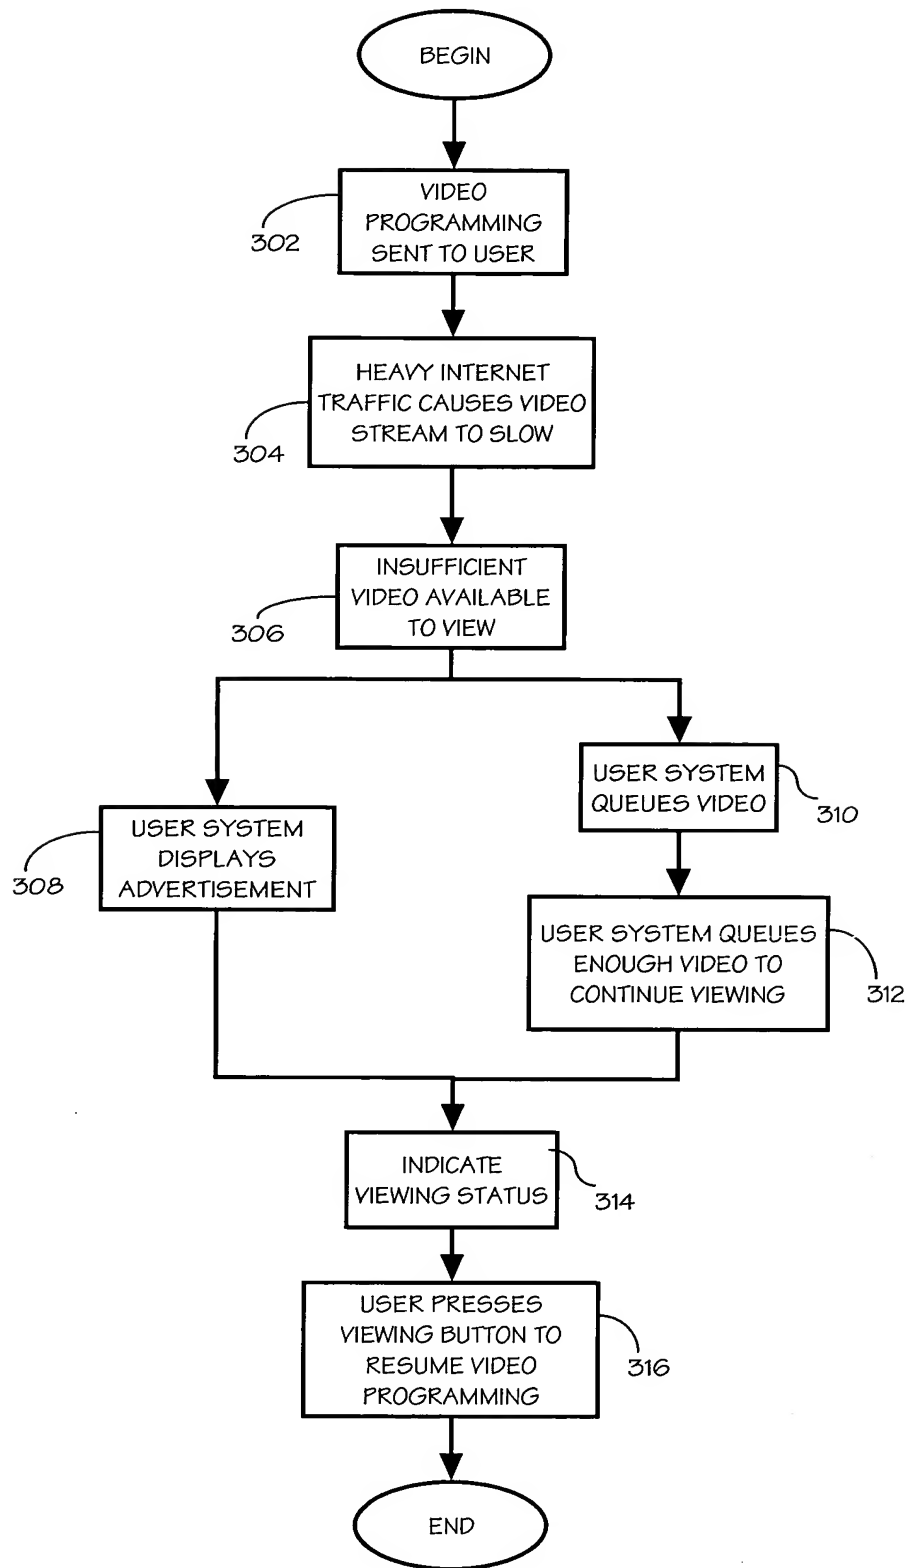 BEGIN
VIDEO
PROGRAMMING
SENT TO USER
302
HEAVY INTERNET
TRAFFIC CAUSES VIDEO
STREAM TO SLOW
304
INSUFFICIENT
VIDEO AVAILABLE
TO VIEW
306
USER SYSTEM
DISPLAYS
ADVERTISEMENT
308
USER SYSTEM
QUEUES VIDEO
310
USER SYSTEM QUEUES
ENOUGH VIDEO TO
CONTINUE VIEWING
312
INDICATE
VIEWING STATUS
314
USER PRESSES
VIEWING BUTTON TO
RESUME VIDEO
PROGRAMMING
316
END